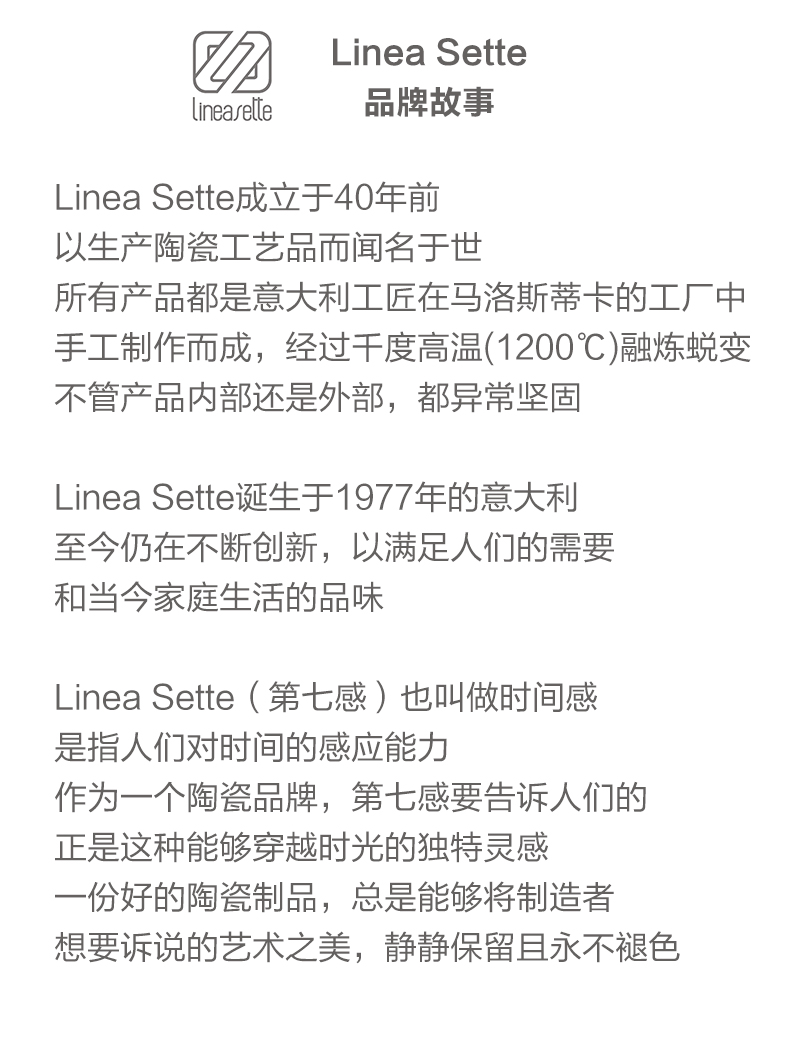 lineasette
Linea Sette
品牌故事
Linea Sette成立于40年前
以生产陶瓷工艺品而闻名于世
所有产品都是意大利工匠在马洛斯蒂卡的工厂中
手工制作而成，经过千度高温(1200℃)融炼蜕变
不管产品内部还是外部，都异常坚固
Linea Sette诞生于1977年的意大利
至今仍在不断创新，以满足人们的需要
和当今家庭生活的品味
Linea Sette（第七感）也叫做时间感
是指人们对时间的感应能力
作为一个陶瓷品牌，第七感要告诉人们的
正是这种能够穿越时光的独特灵感
一份好的陶瓷制品，总是能够将制造者
想要诉说的艺术之美，静静保留且永不褪色